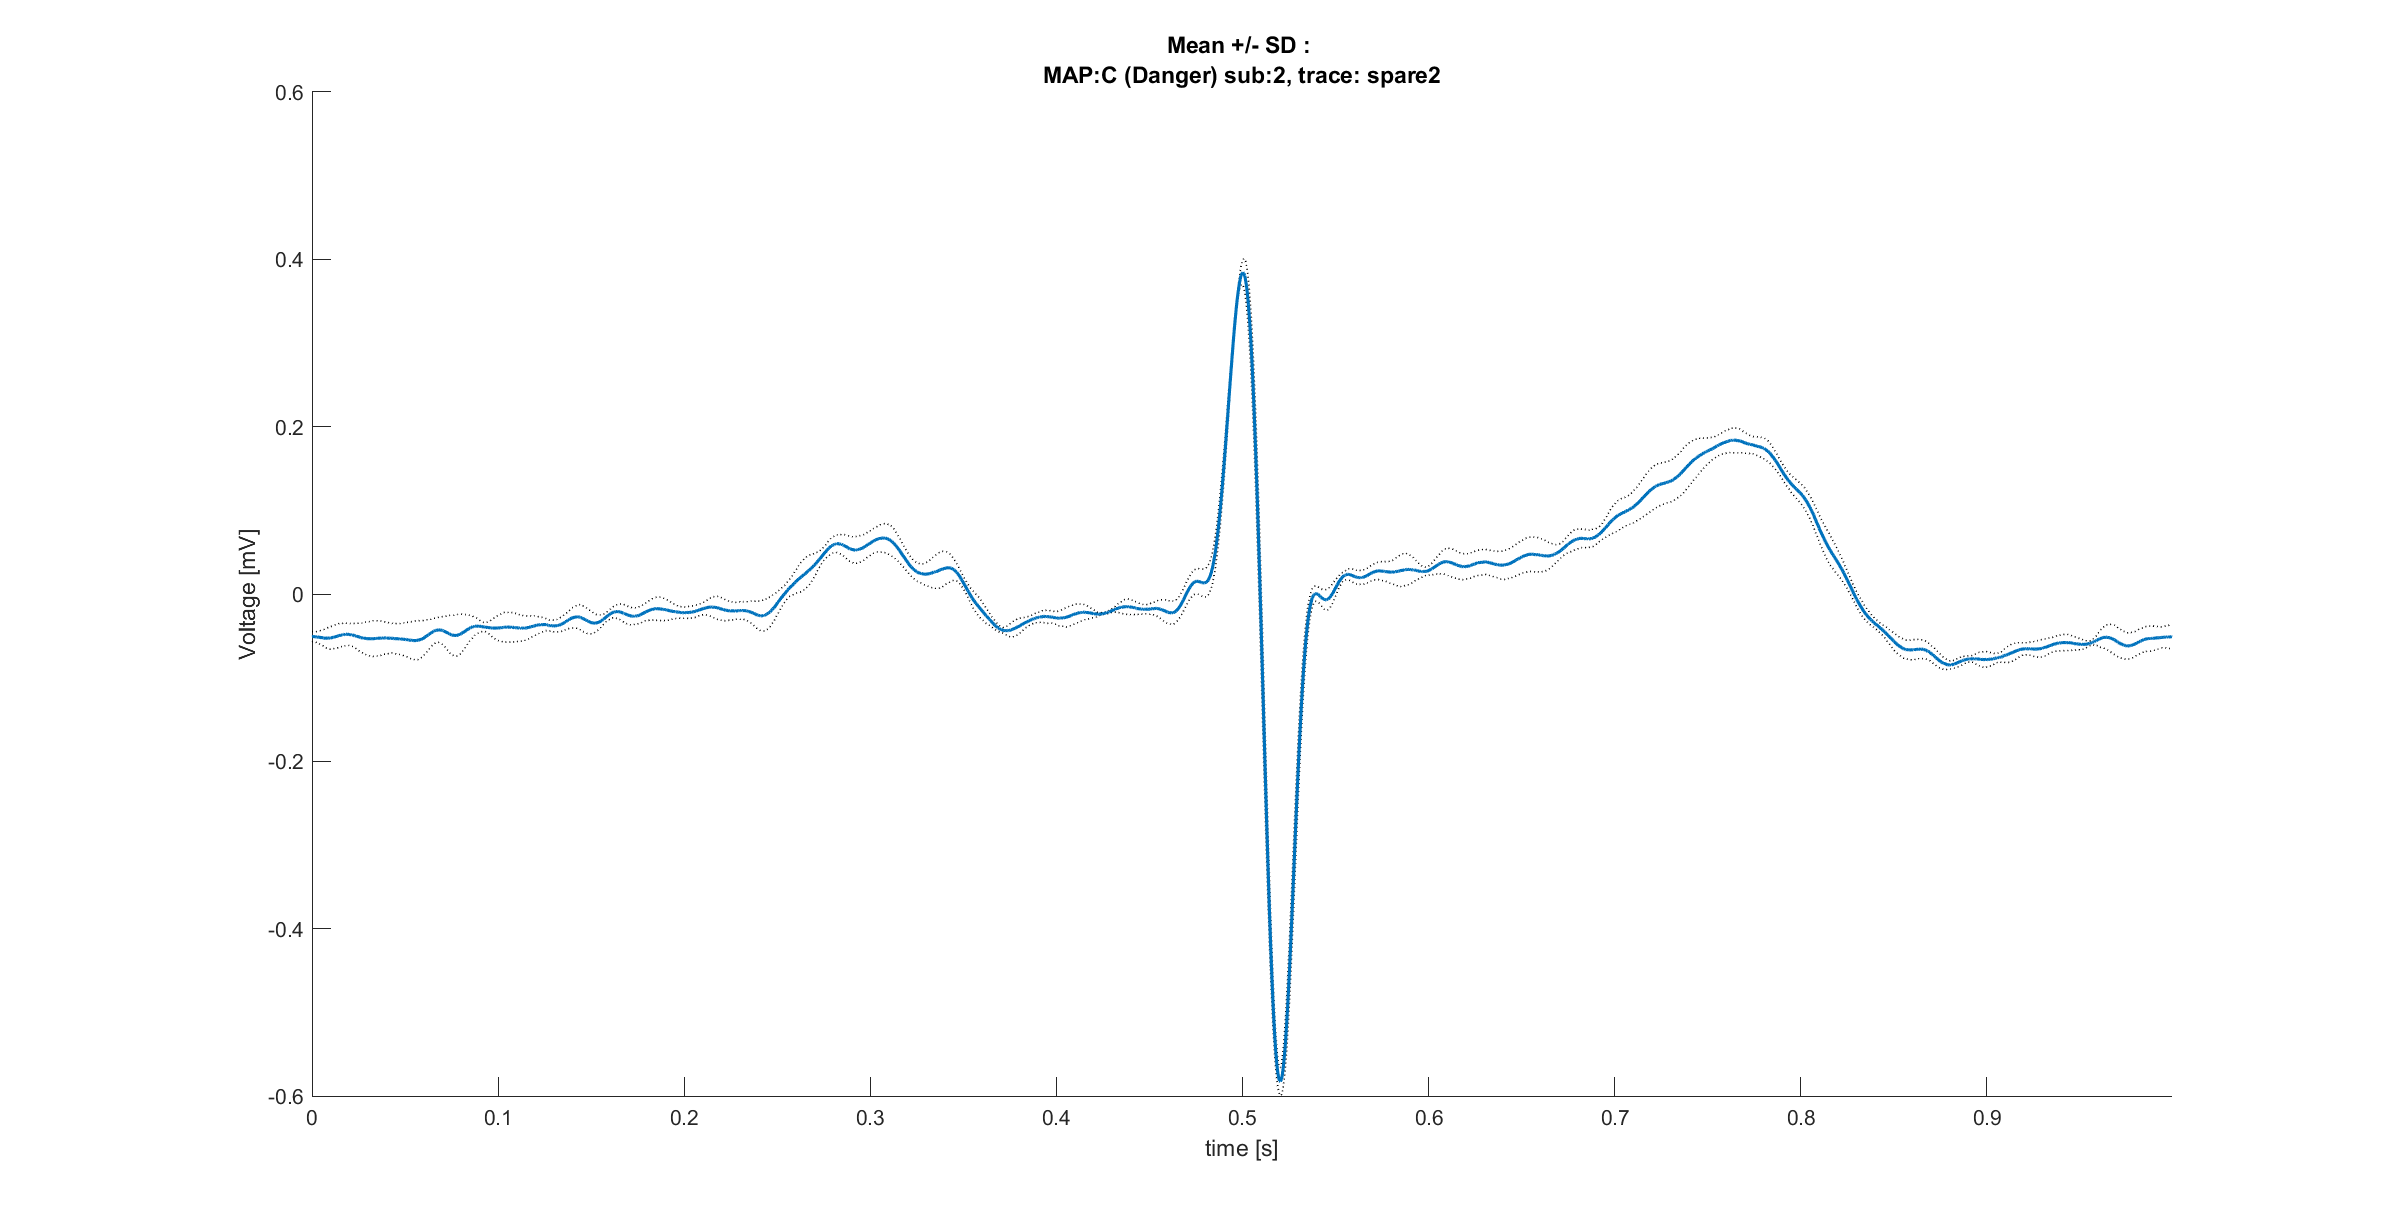 Mean +/- SD :
MAP:C (Danger) sub:2, trace: spare2
0.6
0.4
0.2
0
-0.2
-0.4
-0.6
Voltage [mV]
0 0.1 0.2 0.3 0.4 0.5 0.6 0.7 0.8 0.9
time [s]